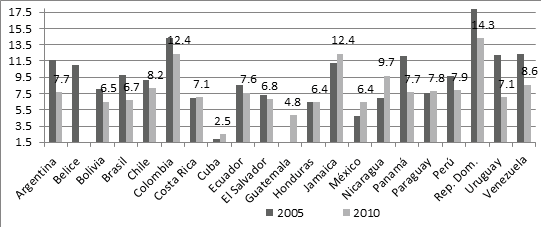 17.5
15.5
13.5
11.5
9.5
7.5
5.5
3.5
1.5
7.7
6.5
6.7
8.2
12.4
7.1
2.5
7.6
6.8
4.8
6.4
12.4
6.4
9.7
7.7
7.8
7.9
14.3
7.1
8.6
Argentina
Belice
Bolivia
Brasil
Chile
Colombia
Costa Rica
Cuba
Ecuador
El Salvador
Guatemala
Honduras
Jamaica
México
Nicaragua
Panamá
Paraguay
Perú
Rep. Dom.
Uruguay
Venezuela
2005
2010